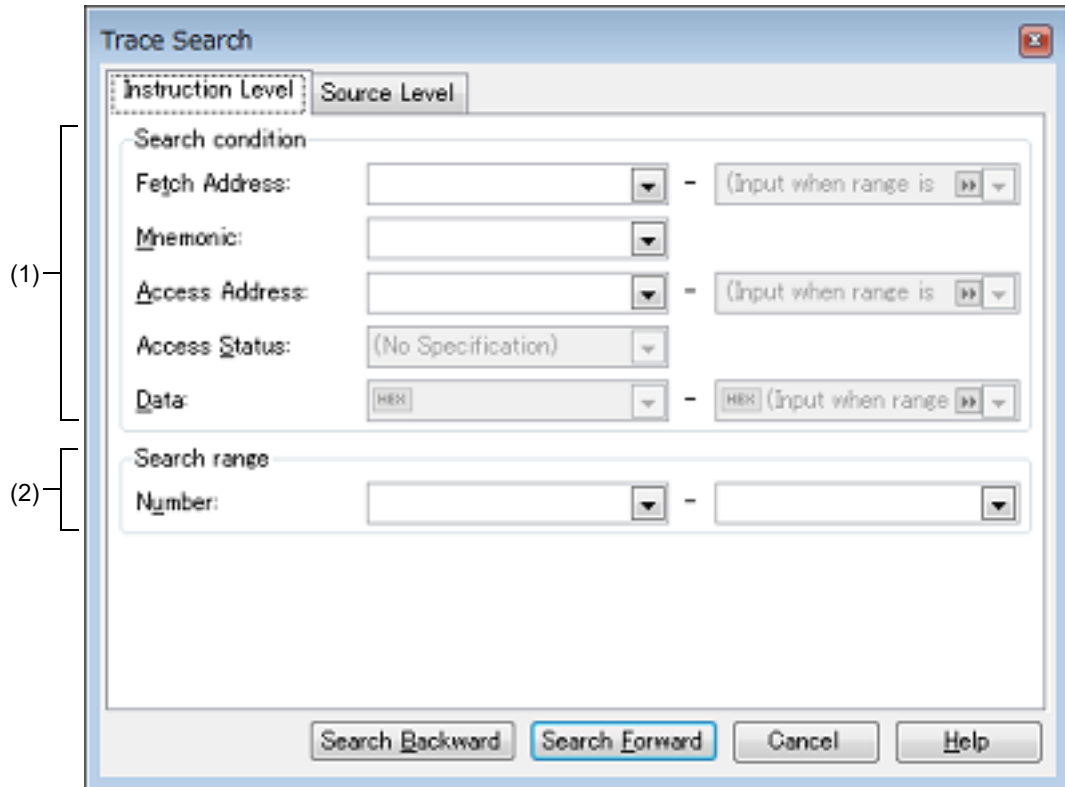 Trace Search
Instruction Level Source Level
Search condition
Fetch Address: - (Input when range is
Mnemonic:
(1)
Access Address: - (Input when range is
Access Status: (No Specification)
Data: HEX - HEX (Input when range
Search range
(2)
Number: -
Search Backward Search Forward Cancel Help